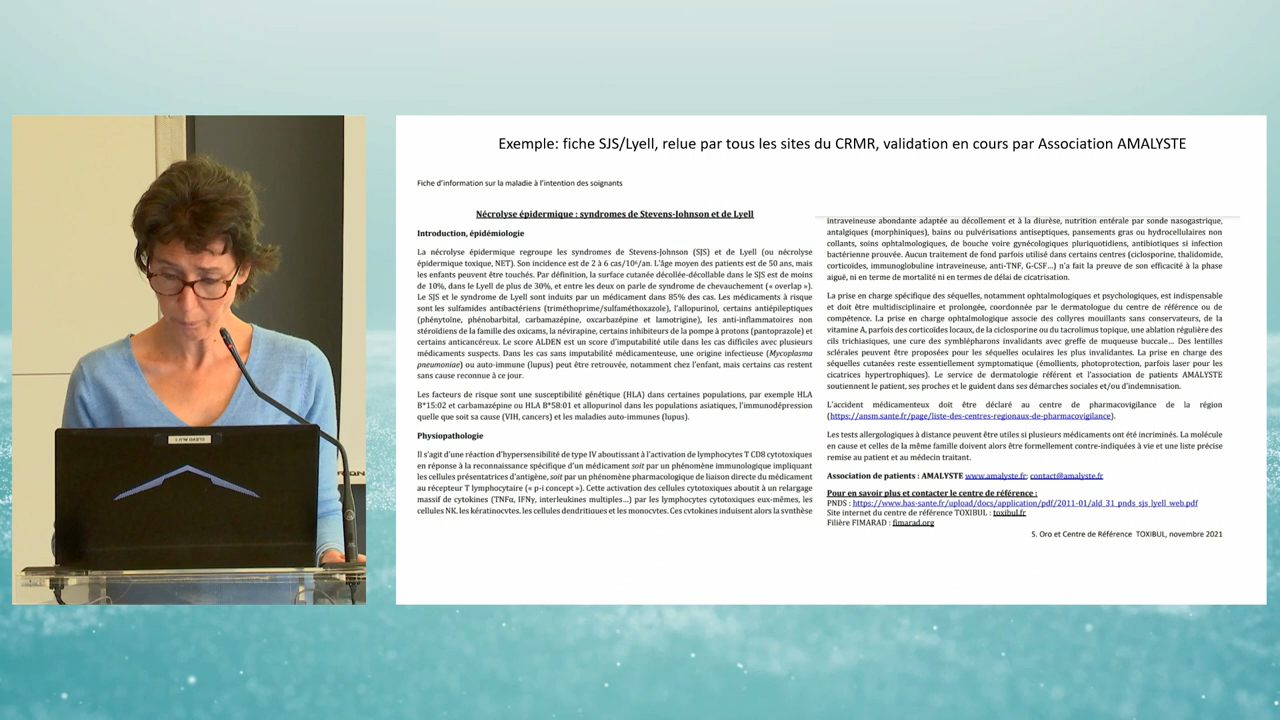 Exemple: fiche SJS/Lyell, relue par tous les sites du CRMR, validation en cours par Association AMALYSTE
Fiche d'information sur la maladie à l'intention des soignants
Nécrolyse épidermique : syndromes de Stevens-Johnson et de Lyell
Introduction, épidémiologie
La nécrolyse épidermique regroupe les syndromes de Stevens-Johnson (SJS) et de Lyell (ou nécrolyse
épidermique toxique, NET). Son incidence est de 2 à 6 cas/10⁶/an. L'âge moyen des patients est de 50 ans, mais
les enfants peuvent être touchés. Par définition, la surface cutanée décollée-décollable dans le SJS est de moins
de 10%, dans le Lyell de plus de 30%, et entre les deux on parle de syndrome de chevauchement (« overlap »).
Le SJS et le syndrome de Lyell sont induits par un médicament dans 85% des cas. Les médicaments à risque
sont les sulfamides antibactériens (triméthoprime/sulfaméthoxazole), l'allopurinol, certains antiépileptiques
(phénytoïne, phénobarbital, carbamazépine, oxcarbazépine et lamotrigine), les anti-inflammatoires non
stéroïdiens de la famille des oxicams, la névirapine, certains inhibiteurs de la pompe à protons (pantoprazole) et
certains anticancéreux. Le score ALDEN est un score d'imputabilité utile dans les cas difficiles avec plusieurs
médicaments suspects. Dans les cas sans imputabilité médicamenteuse, une origine infectieuse (Mycoplasma
pneumoniae) ou auto-immune (lupus) peut être retrouvée, notamment chez l'enfant, mais certains cas restent
sans cause reconnue à ce jour.
Les facteurs de risque sont une susceptibilité génétique (HLA) dans certaines populations, par exemple HLA
B*15:02 et carbamazépine ou HLA B*58:01 et allopurinol dans les populations asiatiques, l'immunodépression
quelle que soit sa cause (VIH, cancers) et les maladies auto-immunes (lupus).
Physiopathologie
Il s'agit d'une réaction d'hypersensibilité de type IV aboutissant à l'activation de lymphocytes T CD8 cytotoxiques
en réponse à la reconnaissance spécifique d'un médicament soit par un phénomène immunologique impliquant
les cellules présentatrices d'antigène, soit par un phénomène pharmacologique de liaison directe du médicament
au récepteur T lymphocytaire (« p-i concept »). Cette activation des cellules cytotoxiques aboutit à un relargage
massif de cytokines (TNFα, IFNγ, interleukines multiples...) par les lymphocytes cytotoxiques eux-mêmes, les
cellules NK, les kératinocytes, les cellules dendritiques et les monocytes. Ces cytokines induisent alors la synthèse
intraveineuse abondante adaptée au décollement et à la diurèse, nutrition entérale par sonde nasogastrique,
antalgiques (morphiniques), bains ou pulvérisations antiseptiques, pansements gras ou hydrocellulaires non
collants, soins ophtalmologiques, de bouche voire gynécologiques pluriquotidiens, antibiotiques si infection
bactérienne prouvée. Aucun traitement de fond parfois utilisé dans certains centres (ciclosporine, thalidomide,
corticoïdes, immunoglobuline intraveineuse, anti-TNF, G-CSF...) n'a fait la preuve de son efficacité à la phase
aiguë, ni en terme de mortalité ni en termes de délai de cicatrisation.
La prise en charge spécifique des séquelles, notamment ophtalmologiques et psychologiques, est indispensable
et doit être multidisciplinaire et prolongée, coordonnée par le dermatologue du centre de référence ou de
compétence. La prise en charge ophtalmologique associe des collyres mouillants sans conservateurs, de la
vitamine A, parfois des corticoïdes locaux, de la ciclosporine ou du tacrolimus topique, une ablation régulière des
cils trichiasiques, une cure des symblépharons invalidants avec greffe de muqueuse buccale... Des lentilles
sclérales peuvent être proposées pour les séquelles oculaires les plus invalidantes. La prise en charge des
séquelles cutanées reste essentiellement symptomatique (émollients, photoprotection, parfois laser pour les
cicatrices hypertrophiques). Le service de dermatologie référent et l'association de patients AMALYSTE
soutiennent le patient, ses proches et le guident dans ses démarches sociales et/ou d'indemnisation.
L'accident médicamenteux doit être déclaré au centre de pharmacovigilance de la région
(https://ansm.sante.fr/page/liste-des-centres-regionaux-de-pharmacovigilance).
Les tests allergologiques à distance peuvent être utiles si plusieurs médicaments ont été incriminés. La molécule
en cause et celles de la même famille doivent alors être formellement contre-indiquées à vie et une liste précise
remise au patient et au médecin traitant.
Association de patients : AMALYSTE www.amalyste.fr; contact@amalyste.fr
Pour en savoir plus et contacter le centre de référence :
PNDS : https://www.has-sante.fr/upload/docs/application/pdf/2011-01/ald_31_pnds_sjs_lyell_web.pdf
Site internet du centre de référence TOXIBUL : toxibul.fr
Filière FIMARAD : fimarad.org
S. Oro et Centre de Référence TOXIBUL, novembre 2021